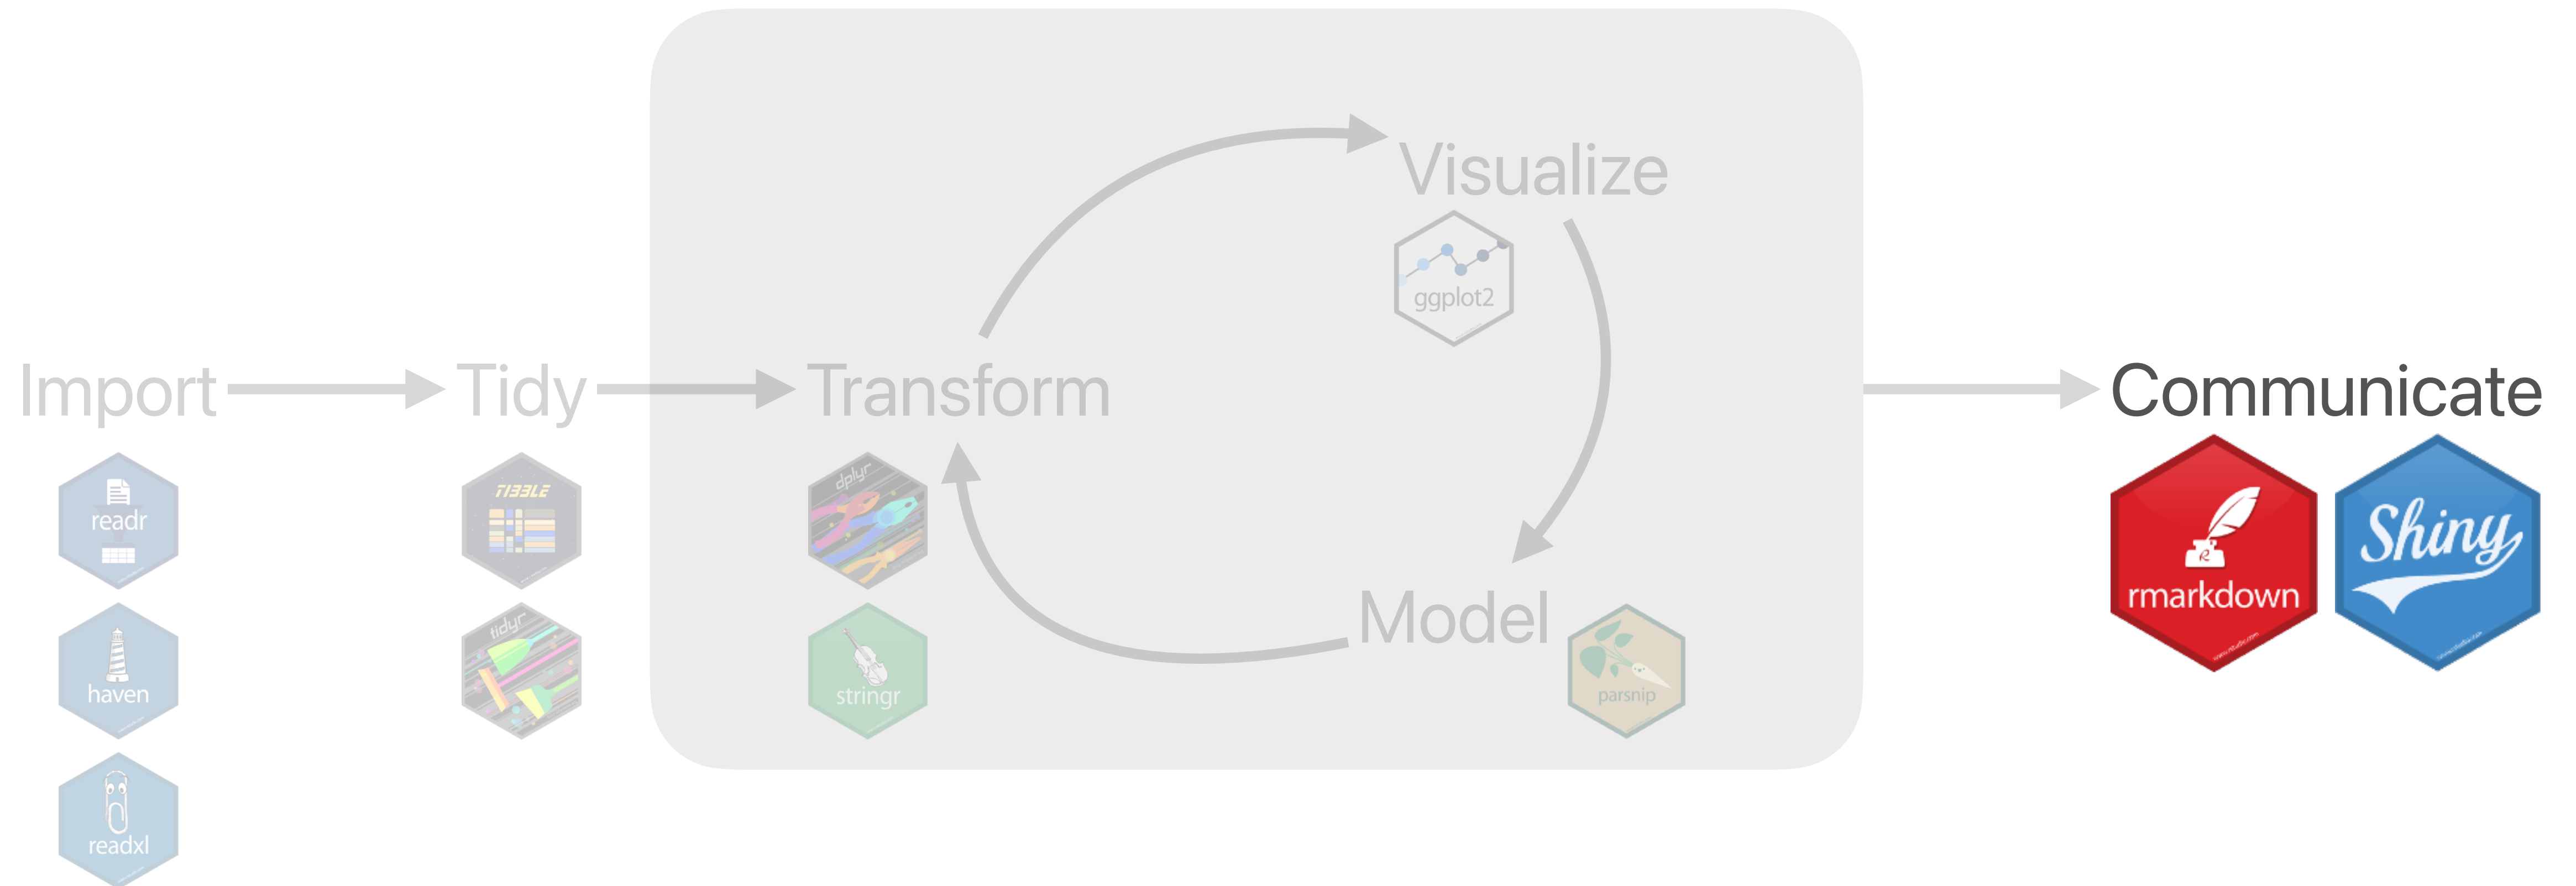 Visualize
ggplot2
Import
Tidy
Transform
Communicate
readr
TIBBLE
dplyr
rmarkdown
Shiny
haven
tidyr
stringr
Model
parsnip
readxl